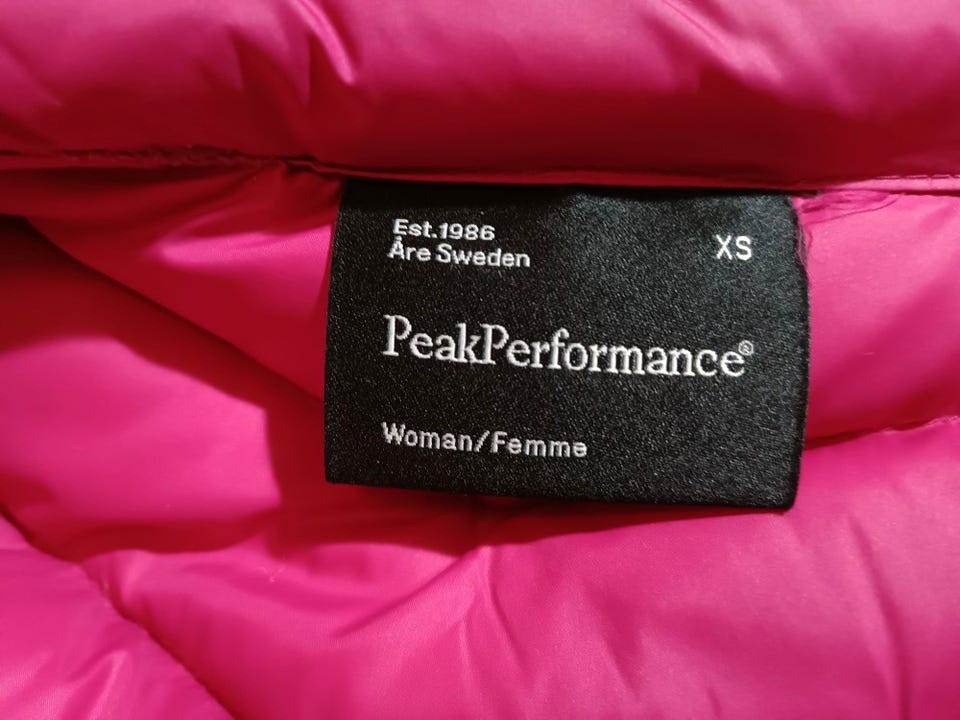 Est.1986
Åre Sweden
XS
PeakPerformance®
Woman/Femme